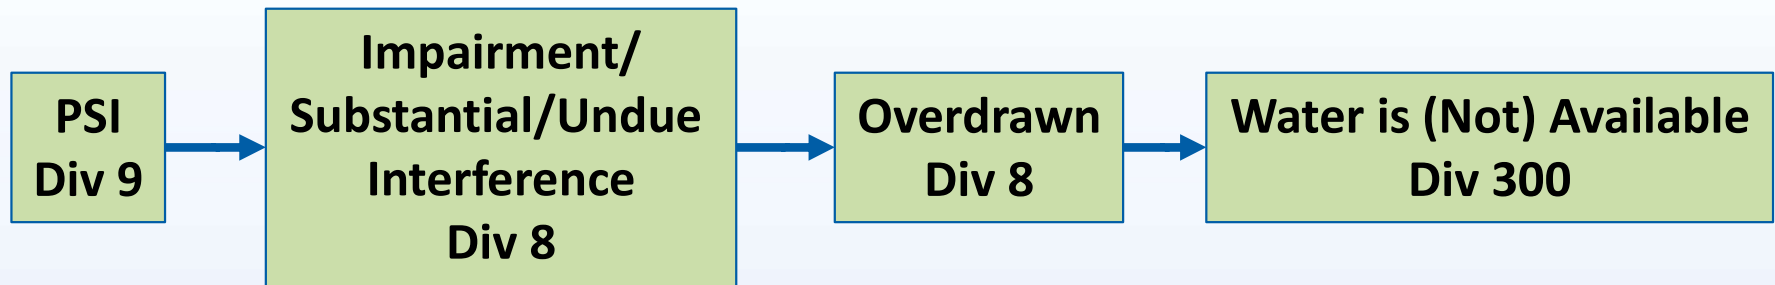 PSI
Div 9
Impairment/
Substantial/Undue
Interference
Div 8
Overdrawn
Div 8
Water is (Not) Available
Div 300